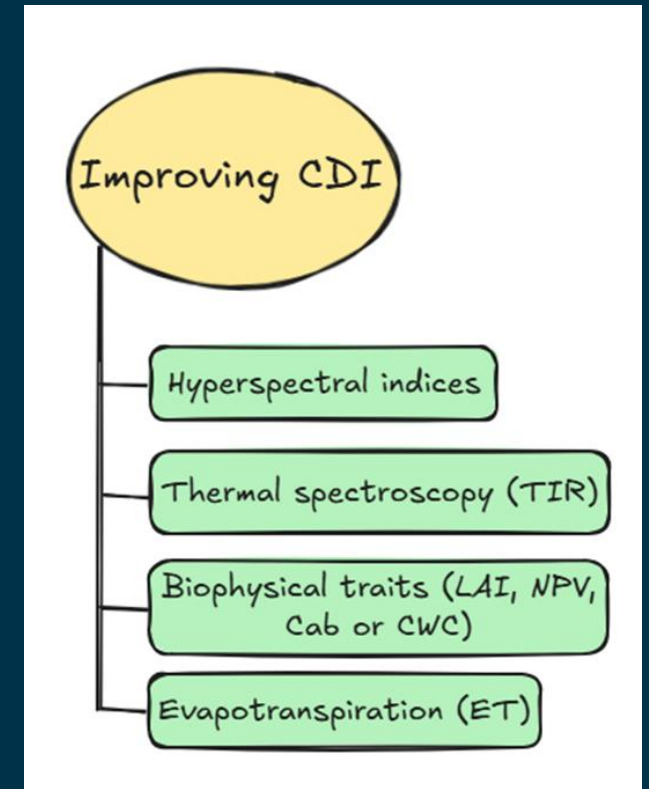 Improving CDI
Hyperspectral indices
Thermal spectroscopy (TIR)
Biophysical traits (LAI, NPV,
Cab or CWC)
Evapotranspiration (ET)